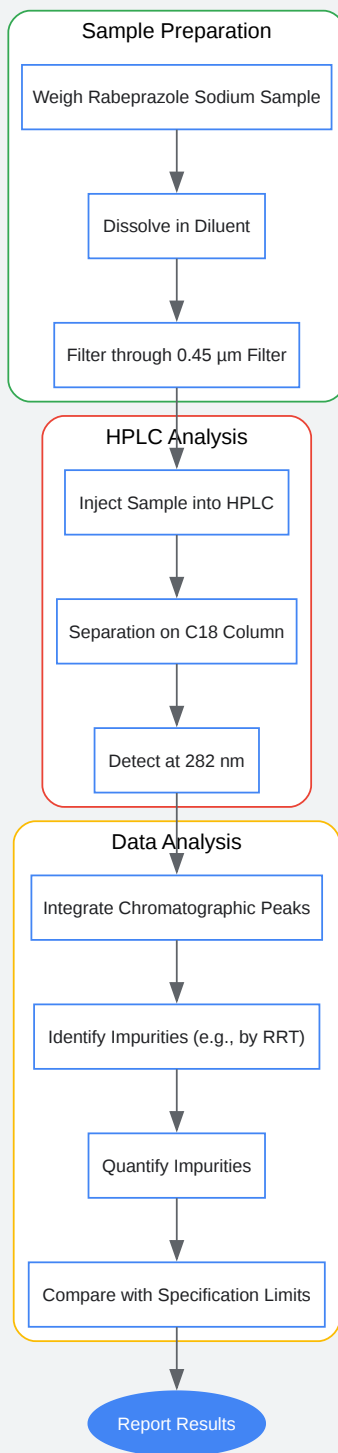 Sample Preparation
Weigh Rabeprazole Sodium Sample
Dissolve in Diluent
Filter through 0.45 µm Filter
HPLC Analysis
Inject Sample into HPLC
Separation on C18 Column
Detect at 282 nm
Data Analysis
Integrate Chromatographic Peaks
Identify Impurities (e.g., by RRT)
Quantify Impurities
Compare with Specification Limits
Report Results